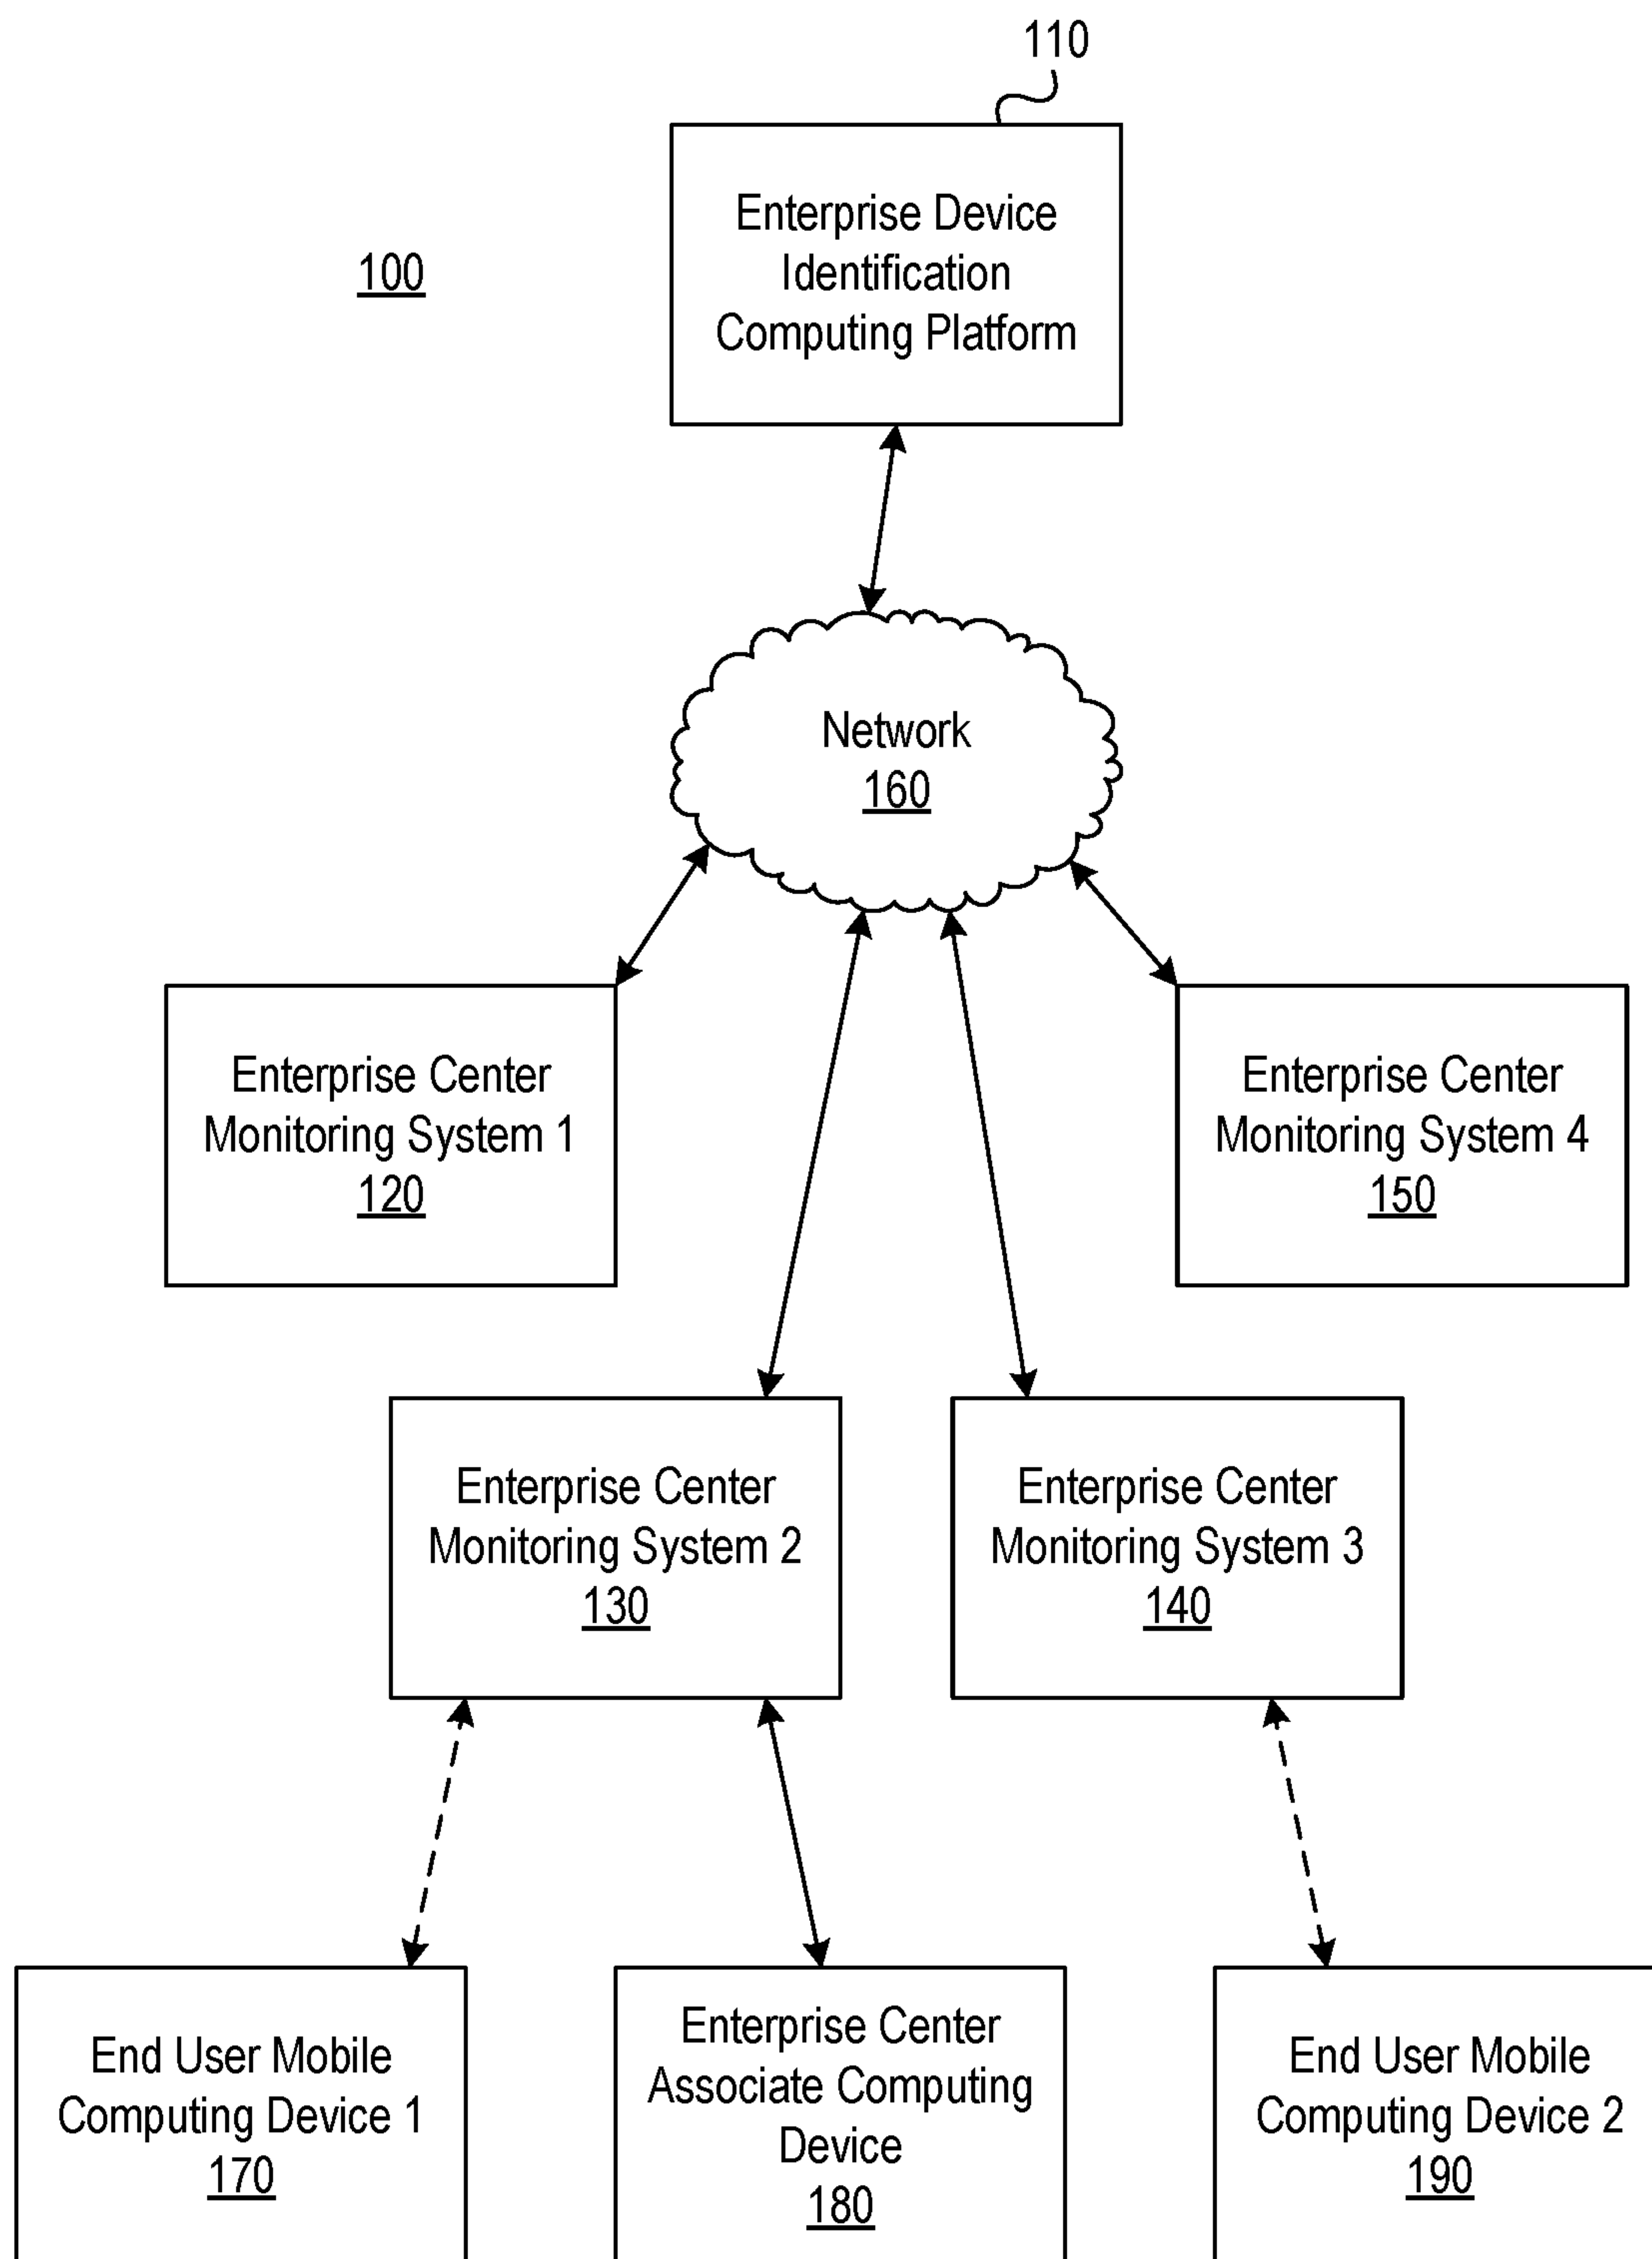 110
100
Enterprise Device
Identification
Computing Platform
Network
160
Enterprise Center
Monitoring System 1
120
Enterprise Center
Monitoring System 4
150
Enterprise Center
Monitoring System 2
130
Enterprise Center
Monitoring System 3
140
End User Mobile
Computing Device 1
170
Enterprise Center
Associate Computing
Device
180
End User Mobile
Computing Device 2
190